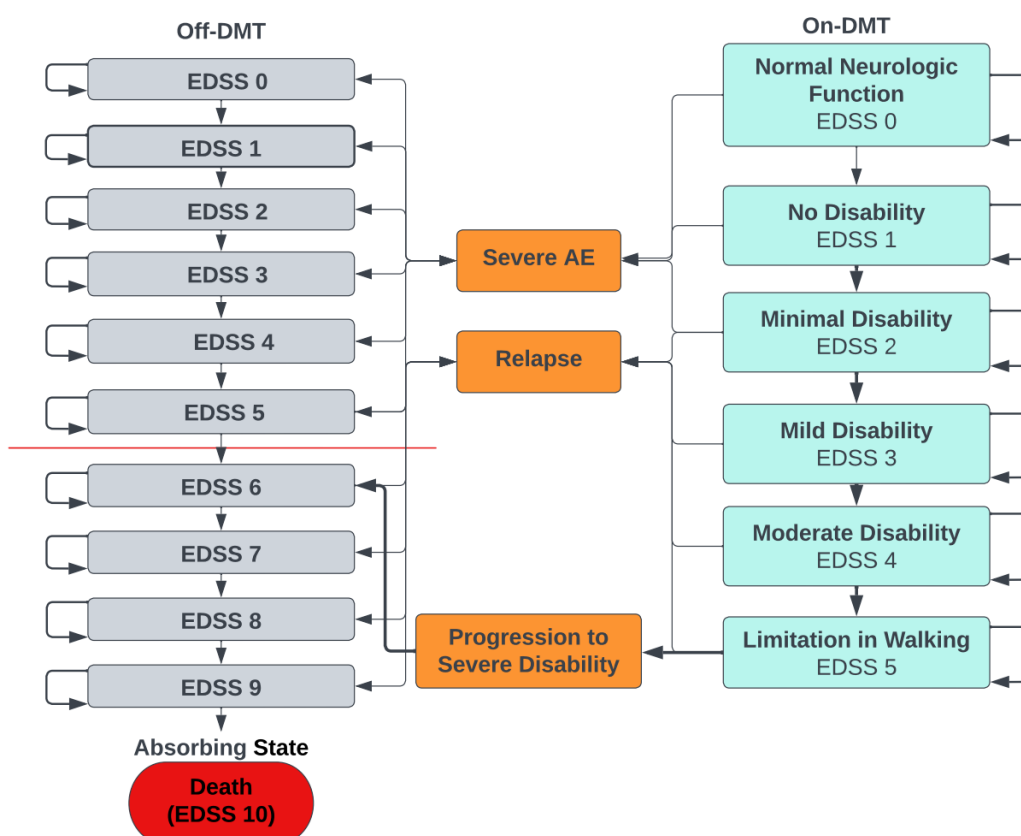 Off-DMT
EDSS 0
EDSS 1
EDSS 2
EDSS 3
EDSS 4
EDSS 5
EDSS 6
EDSS 7
EDSS 8
EDSS 9
Absorbing State
Death
(EDSS 10)
Severe AE
Relapse
Progression to
Severe Disability
On-DMT
Normal Neurologic
Function
EDSS 0
No Disability
EDSS 1
Minimal Disability
EDSS 2
Mild Disability
EDSS 3
Moderate Disability
EDSS 4
Limitation in Walking
EDSS 5